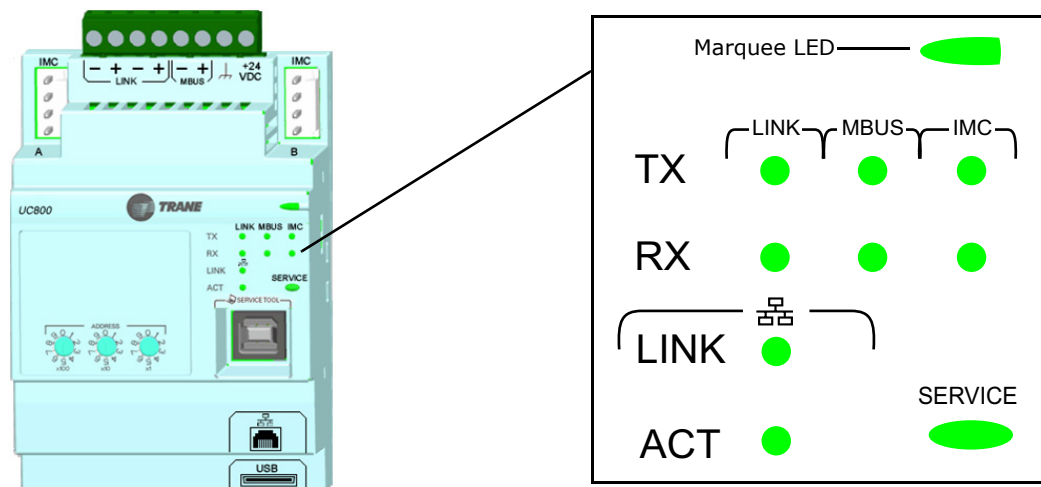 IMC
IMC
− + − +
− +
+24
VDC
LINK
MBUS
A
B
UC800
TRANE
LINK MBUS IMC
TX
RX
LINK
ACT
SERVICE
SERVICE TOOL
ADDRESS
x100
x10
x1
USB
Marquee LED
LINK
MBUS
IMC
TX
RX
LINK
ACT
SERVICE